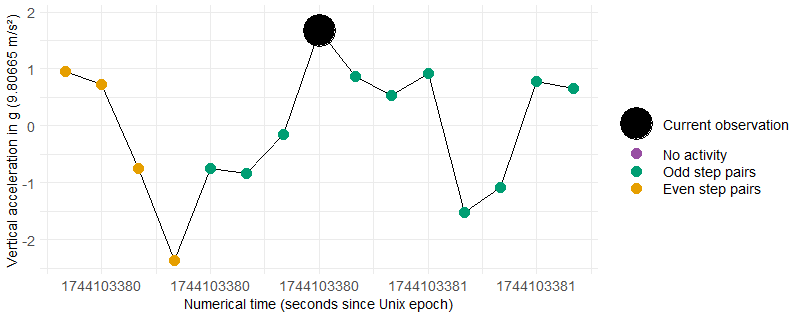 Vertical acceleration in g (9.80665 m/s²)
2
1
0
-1
-2
1744103380 1744103380 1744103380 1744103381 1744103381
Numerical time (seconds since Unix epoch)
Current observation
No activity
Odd step pairs
Even step pairs